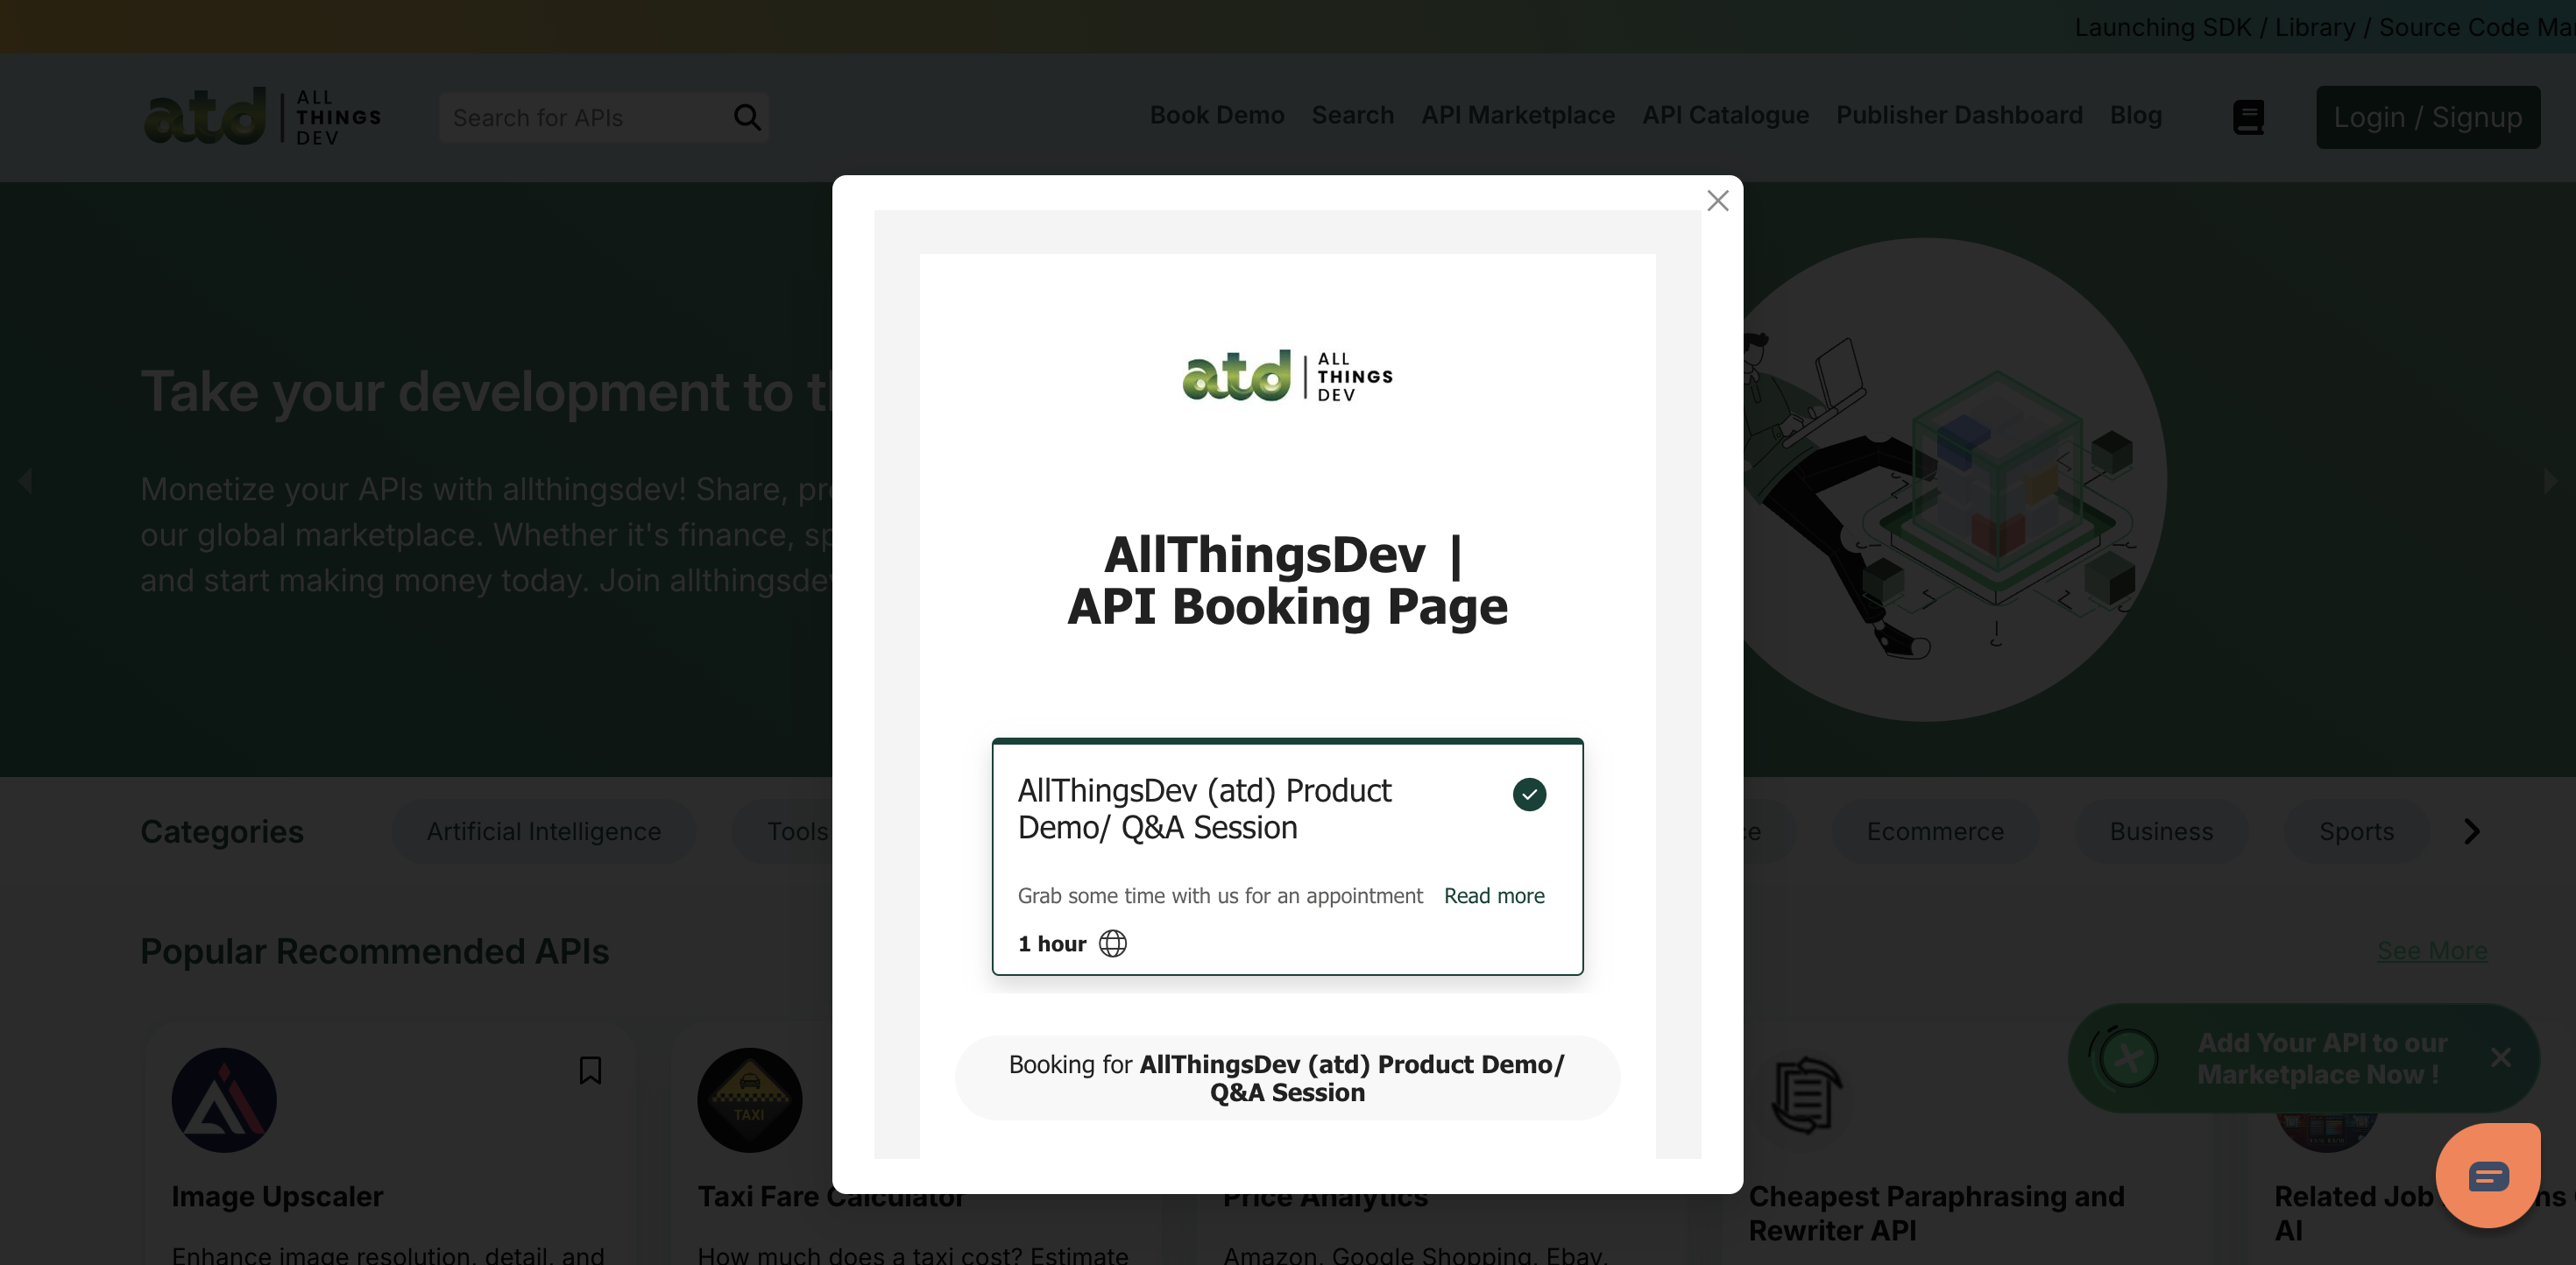 Launching SDK / Library / Source Code
atd | ALL THINGS DEV
Search for APIs
Book Demo
Search
API Marketplace
API Catalogue
Publisher Dashboard
Blog
Login / Signup
Take your development to
Monetize your APIs with allthingsdev! Share,
our global marketplace. Whether it's finance,
and start making money today. Join
atd | ALL THINGS DEV
AllThingsDev |
API Booking Page
AllThingsDev (atd) Product
Demo/ Q&A Session
Grab some time with us for an appointment Read more
1 hour
Booking for AllThingsDev (atd) Product Demo/
Q&A Session
Categories
Artificial Intelligence
Tools
Ecommerce
Business
Sports
Popular Recommended APIs
See More
Add Your API to our
Marketplace Now !
TAXI
Image Upscaler
Enhance image resolution, detail, and
Taxi Fare Calculator
How much does a taxi cost? Estimate
Price Analytics
Amazon, Google Shopping, Ebay,
Cheapest Paraphrasing and
Rewriter API
Related Job
AI